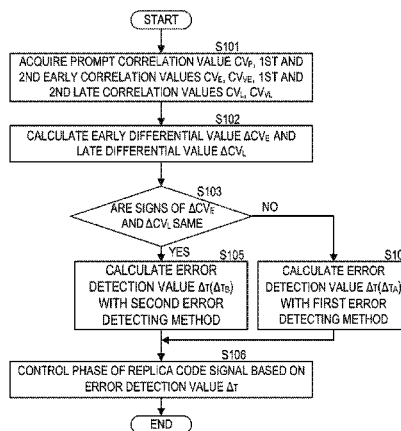 START
S101
ACQUIRE PROMPT CORRELATION VALUE CVP, 1ST AND
2ND EARLY CORRELATION VALUES CVE, CVVE, 1ST AND
2ND LATE CORRELATION VALUES CVL, CVVL
S102
CALCULATE EARLY DIFFERENTIAL VALUE ΔCVE AND
LATE DIFFERENTIAL VALUE ΔCVL
S103
ARE SIGNS OF ΔCVE
AND ΔCVL SAME
NO
YES
S105
CALCULATE ERROR
DETECTION VALUE Δτ(ΔτB)
WITH SECOND ERROR
DETECTING METHOD
S10
CALCULATE ERROR
DETECTION VALUE Δτ(ΔτA)
WITH FIRST ERROR
DETECTING METHOD
S106
CONTROL PHASE OF REPLICA CODE SIGNAL BASED ON
ERROR DETECTION VALUE Δτ
END